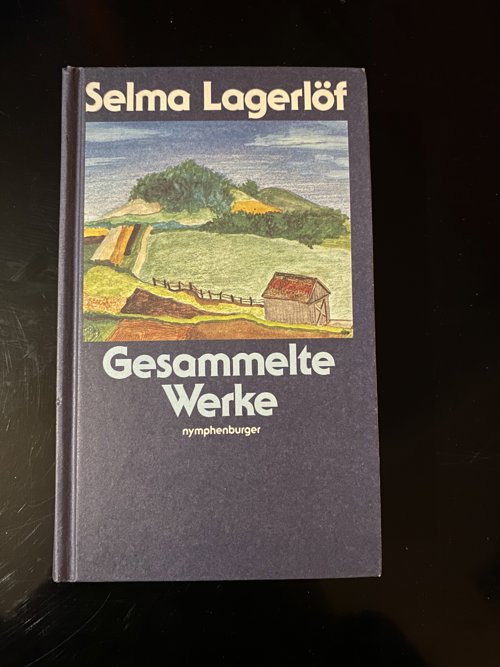 Selma Lagerlöf
Gesammelte
Werke
nymphenburger